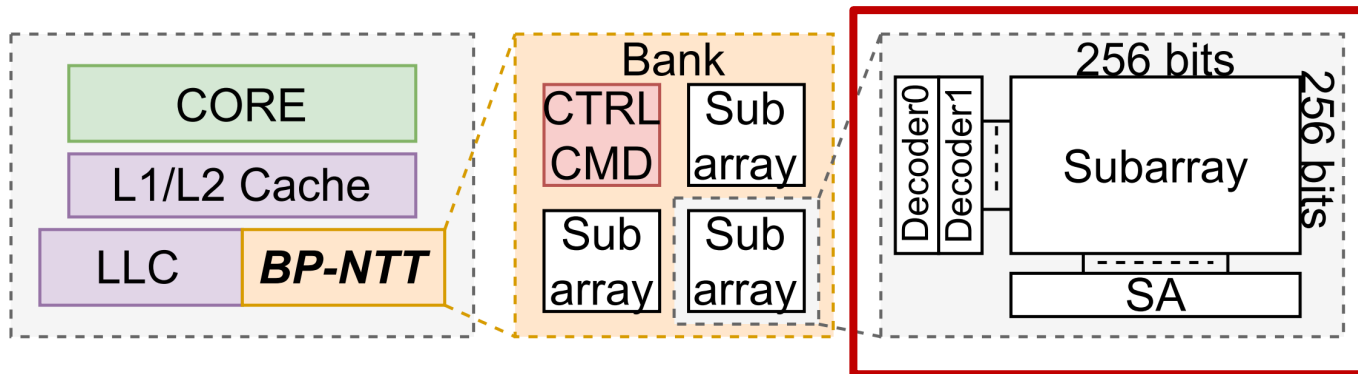 CORE
L1/L2 Cache
LLC
BP-NTT
Bank
CTRL
CMD
Sub
array
Sub
array
Sub
array
256 bits
256 bits
Decoder0
Decoder1
Subarray
SA